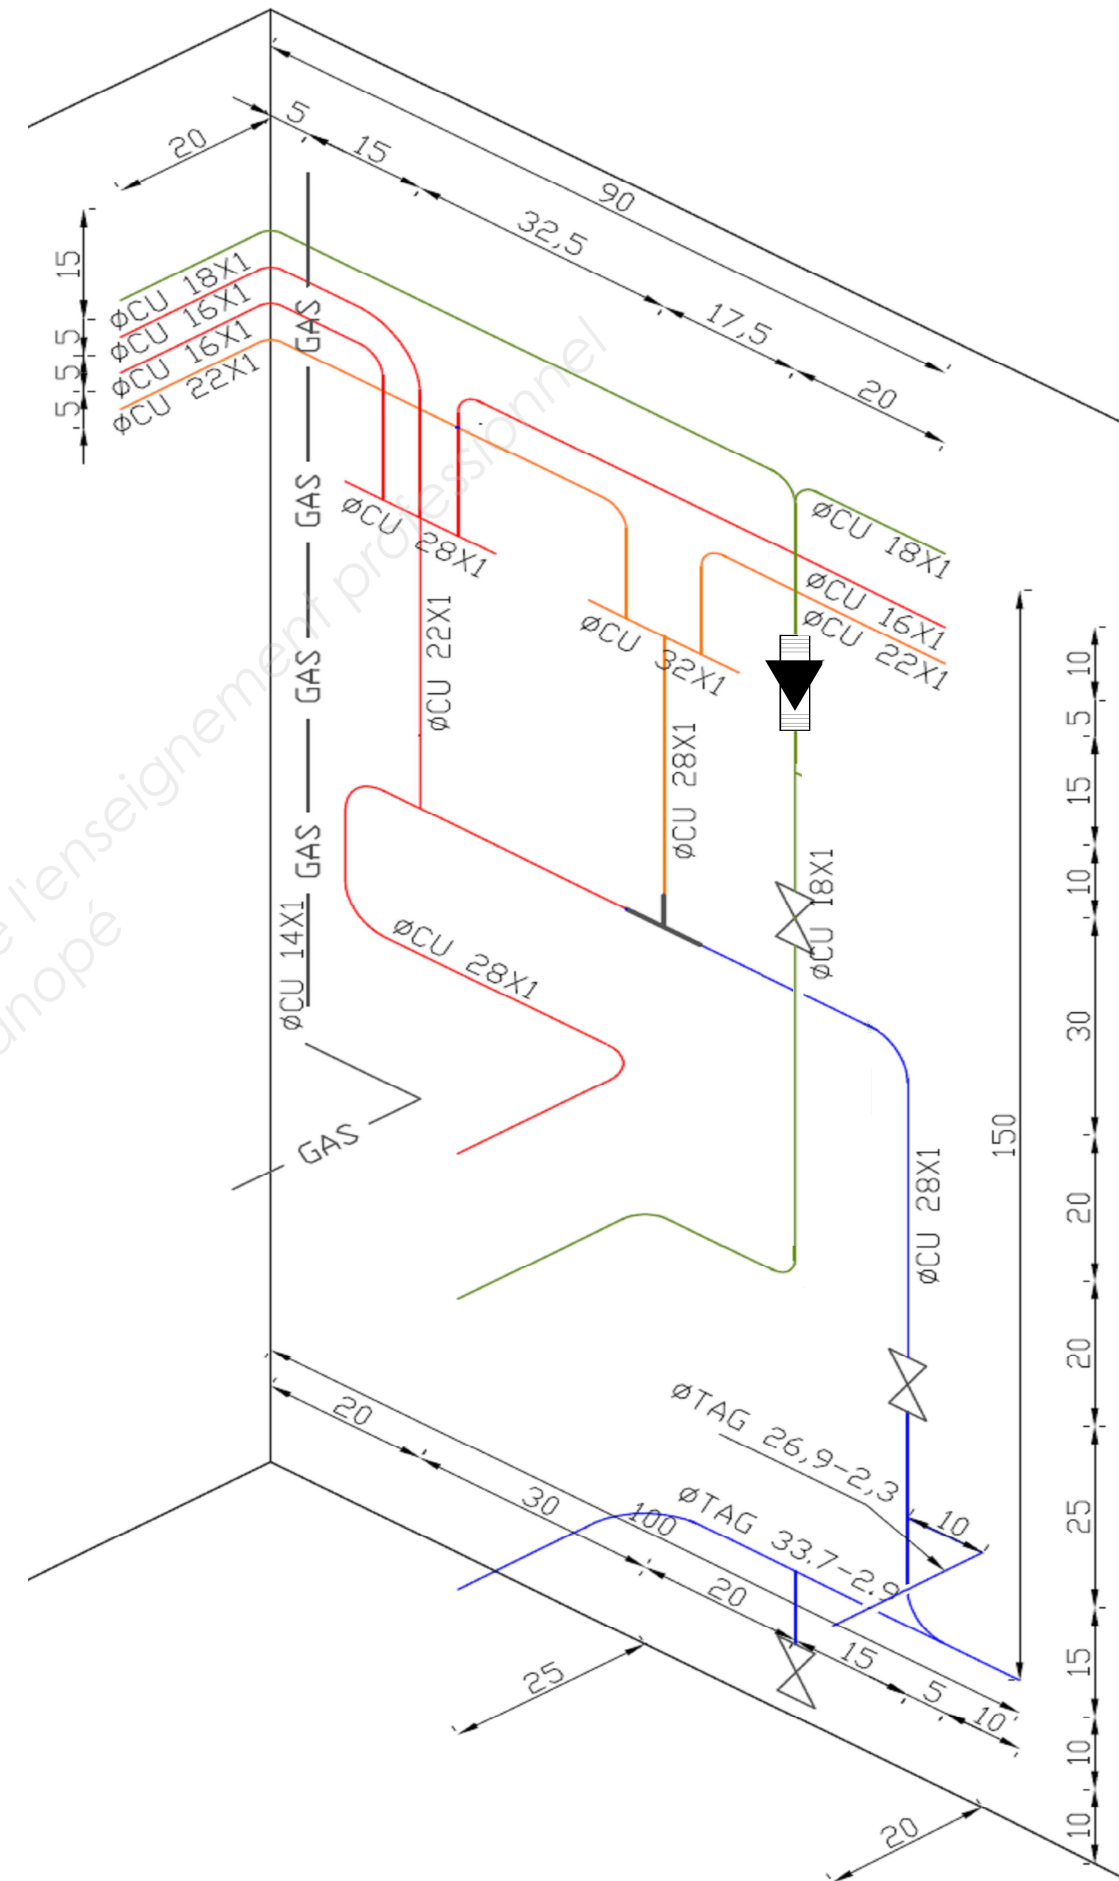 5
20
15
90
32,5
17,5
20
15
5
5
5
øCU 18X1
øCU 16X1
øCU 16X1
øCU 22X1
GAS
GAS
GAS
GAS
øCU 14X1
GAS
øCU 28X1
øCU 22X1
øCU 32X1
øCU 28X1
øCU 18X1
øCU 16X1
øCU 22X1
øCU 18X1
øCU 28X1
øCU 28X1
150
10
5
15
10
30
20
20
25
15
10
10
20
30
100
20
15
5
10
øTAG 26,9-2,3
øTAG 33,7-2,9
10
25
20
e l'enseignement professionnel
anopé